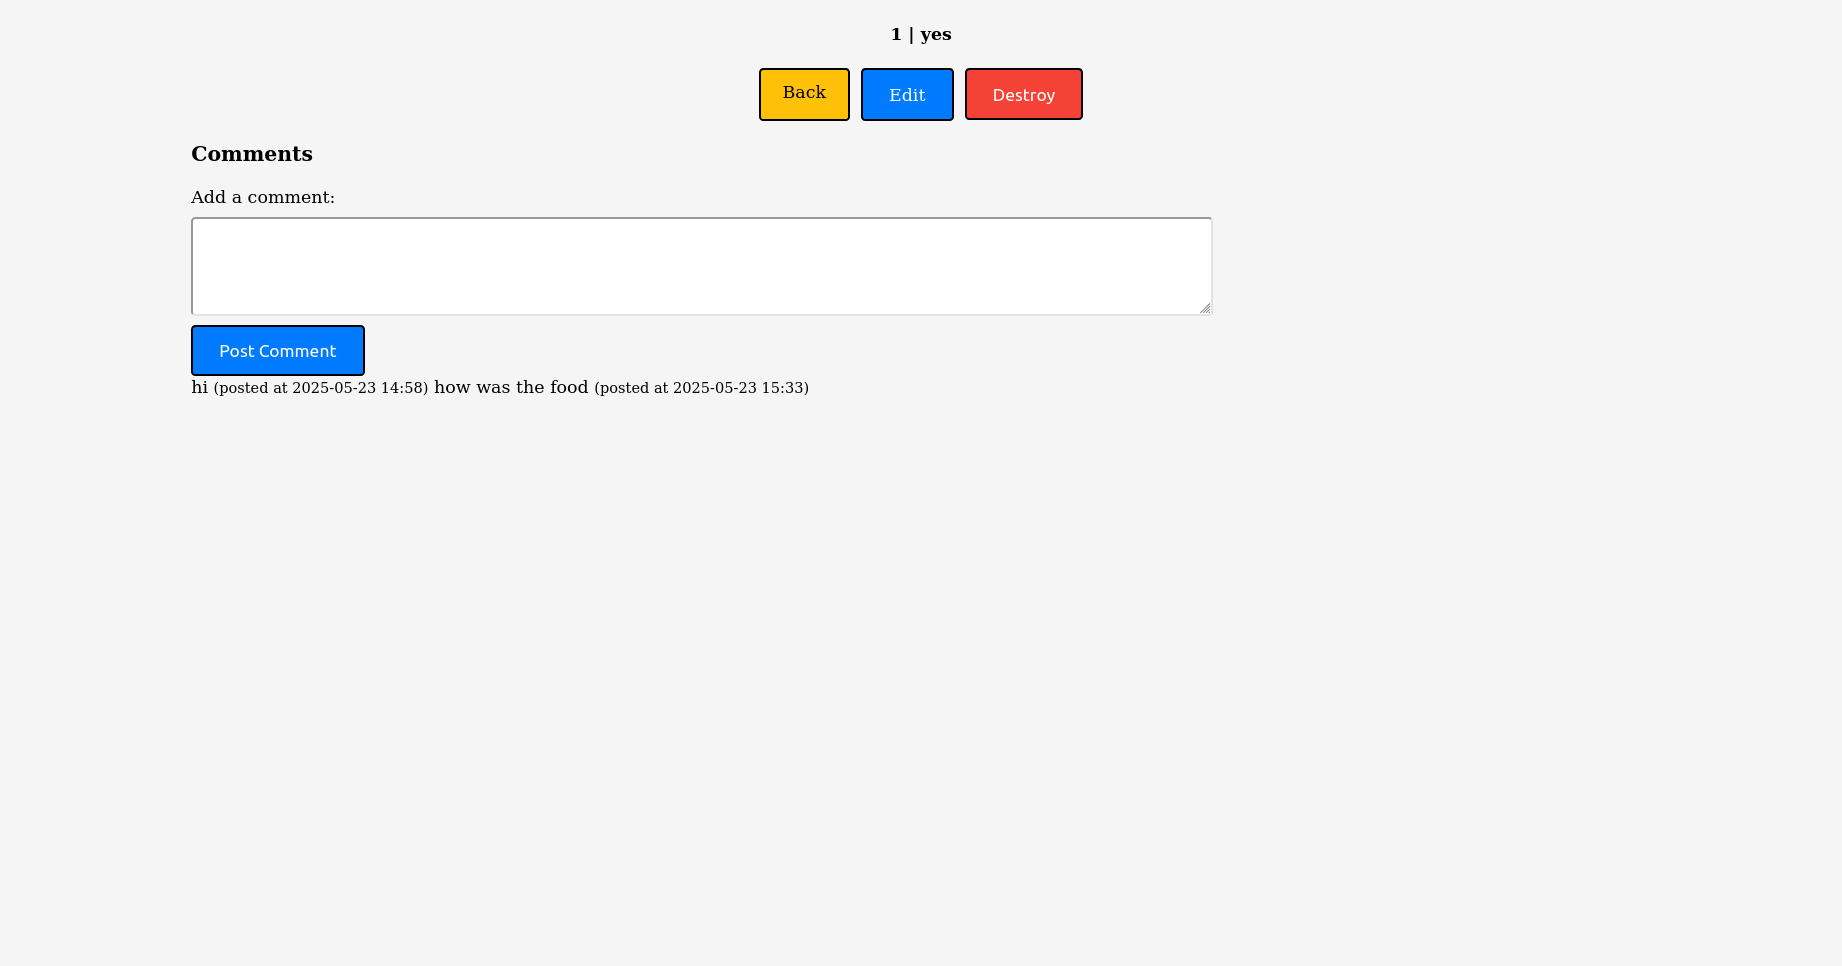 1 | yes
Back Edit Destroy
Comments
Add a comment:
Post Comment
hi (posted at 2025-05-23 14:58) how was the food (posted at 2025-05-23 15:33)